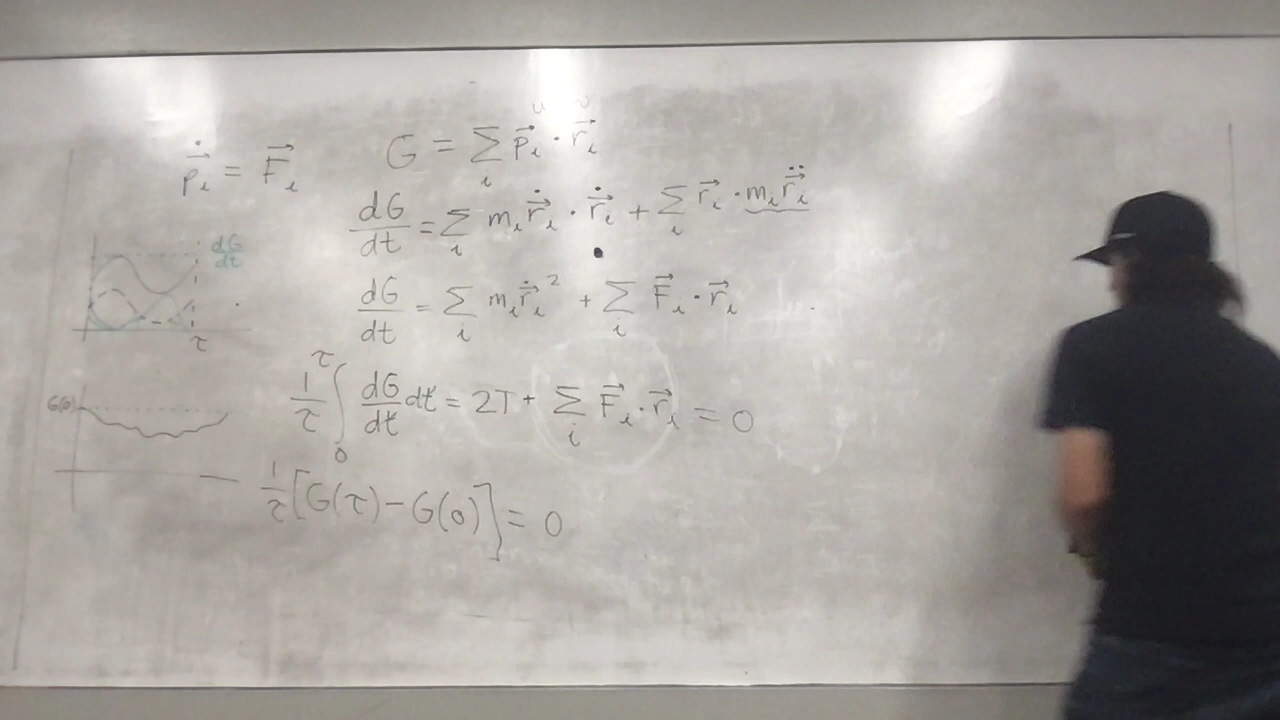 ṗ⃗ᵢ = F⃗ᵢ
G = Σᵢ p⃗ᵢ · r⃗ᵢ
dG/dt = Σᵢ mᵢ ṙ⃗ᵢ · ṙ⃗ᵢ + Σᵢ r⃗ᵢ · mᵢ r̈⃗ᵢ
dG/dt
τ
dG/dt = Σᵢ mᵢ ṙ⃗ᵢ² + Σᵢ F⃗ᵢ · r⃗ᵢ
G(0)
1/τ ∫₀^τ dG/dt dt = 2T + Σᵢ F⃗ᵢ · r⃗ᵢ = 0
1/τ [G(τ) − G(0)] = 0